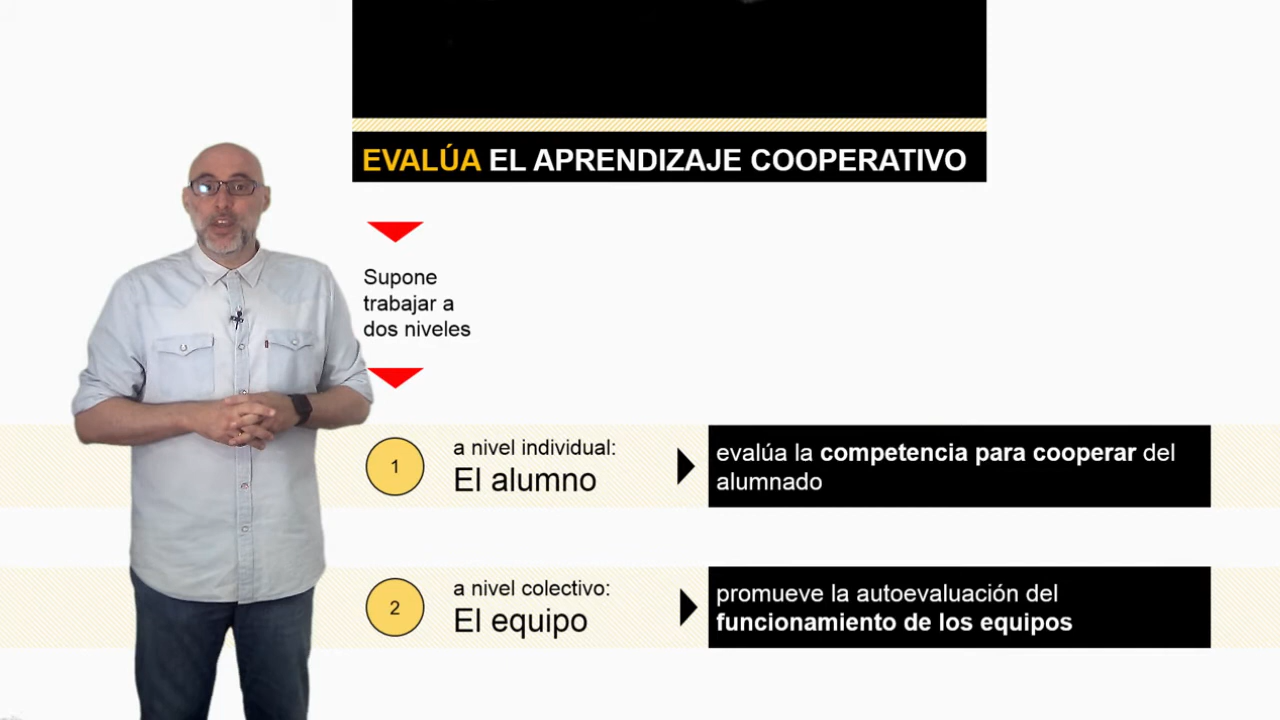 EVALÚA EL APRENDIZAJE COOPERATIVO
Supone
trabajar a
dos niveles
1
a nivel individual:
El alumno
evalúa la competencia para cooperar del
alumnado
2
a nivel colectivo:
El equipo
promueve la autoevaluación del
funcionamiento de los equipos